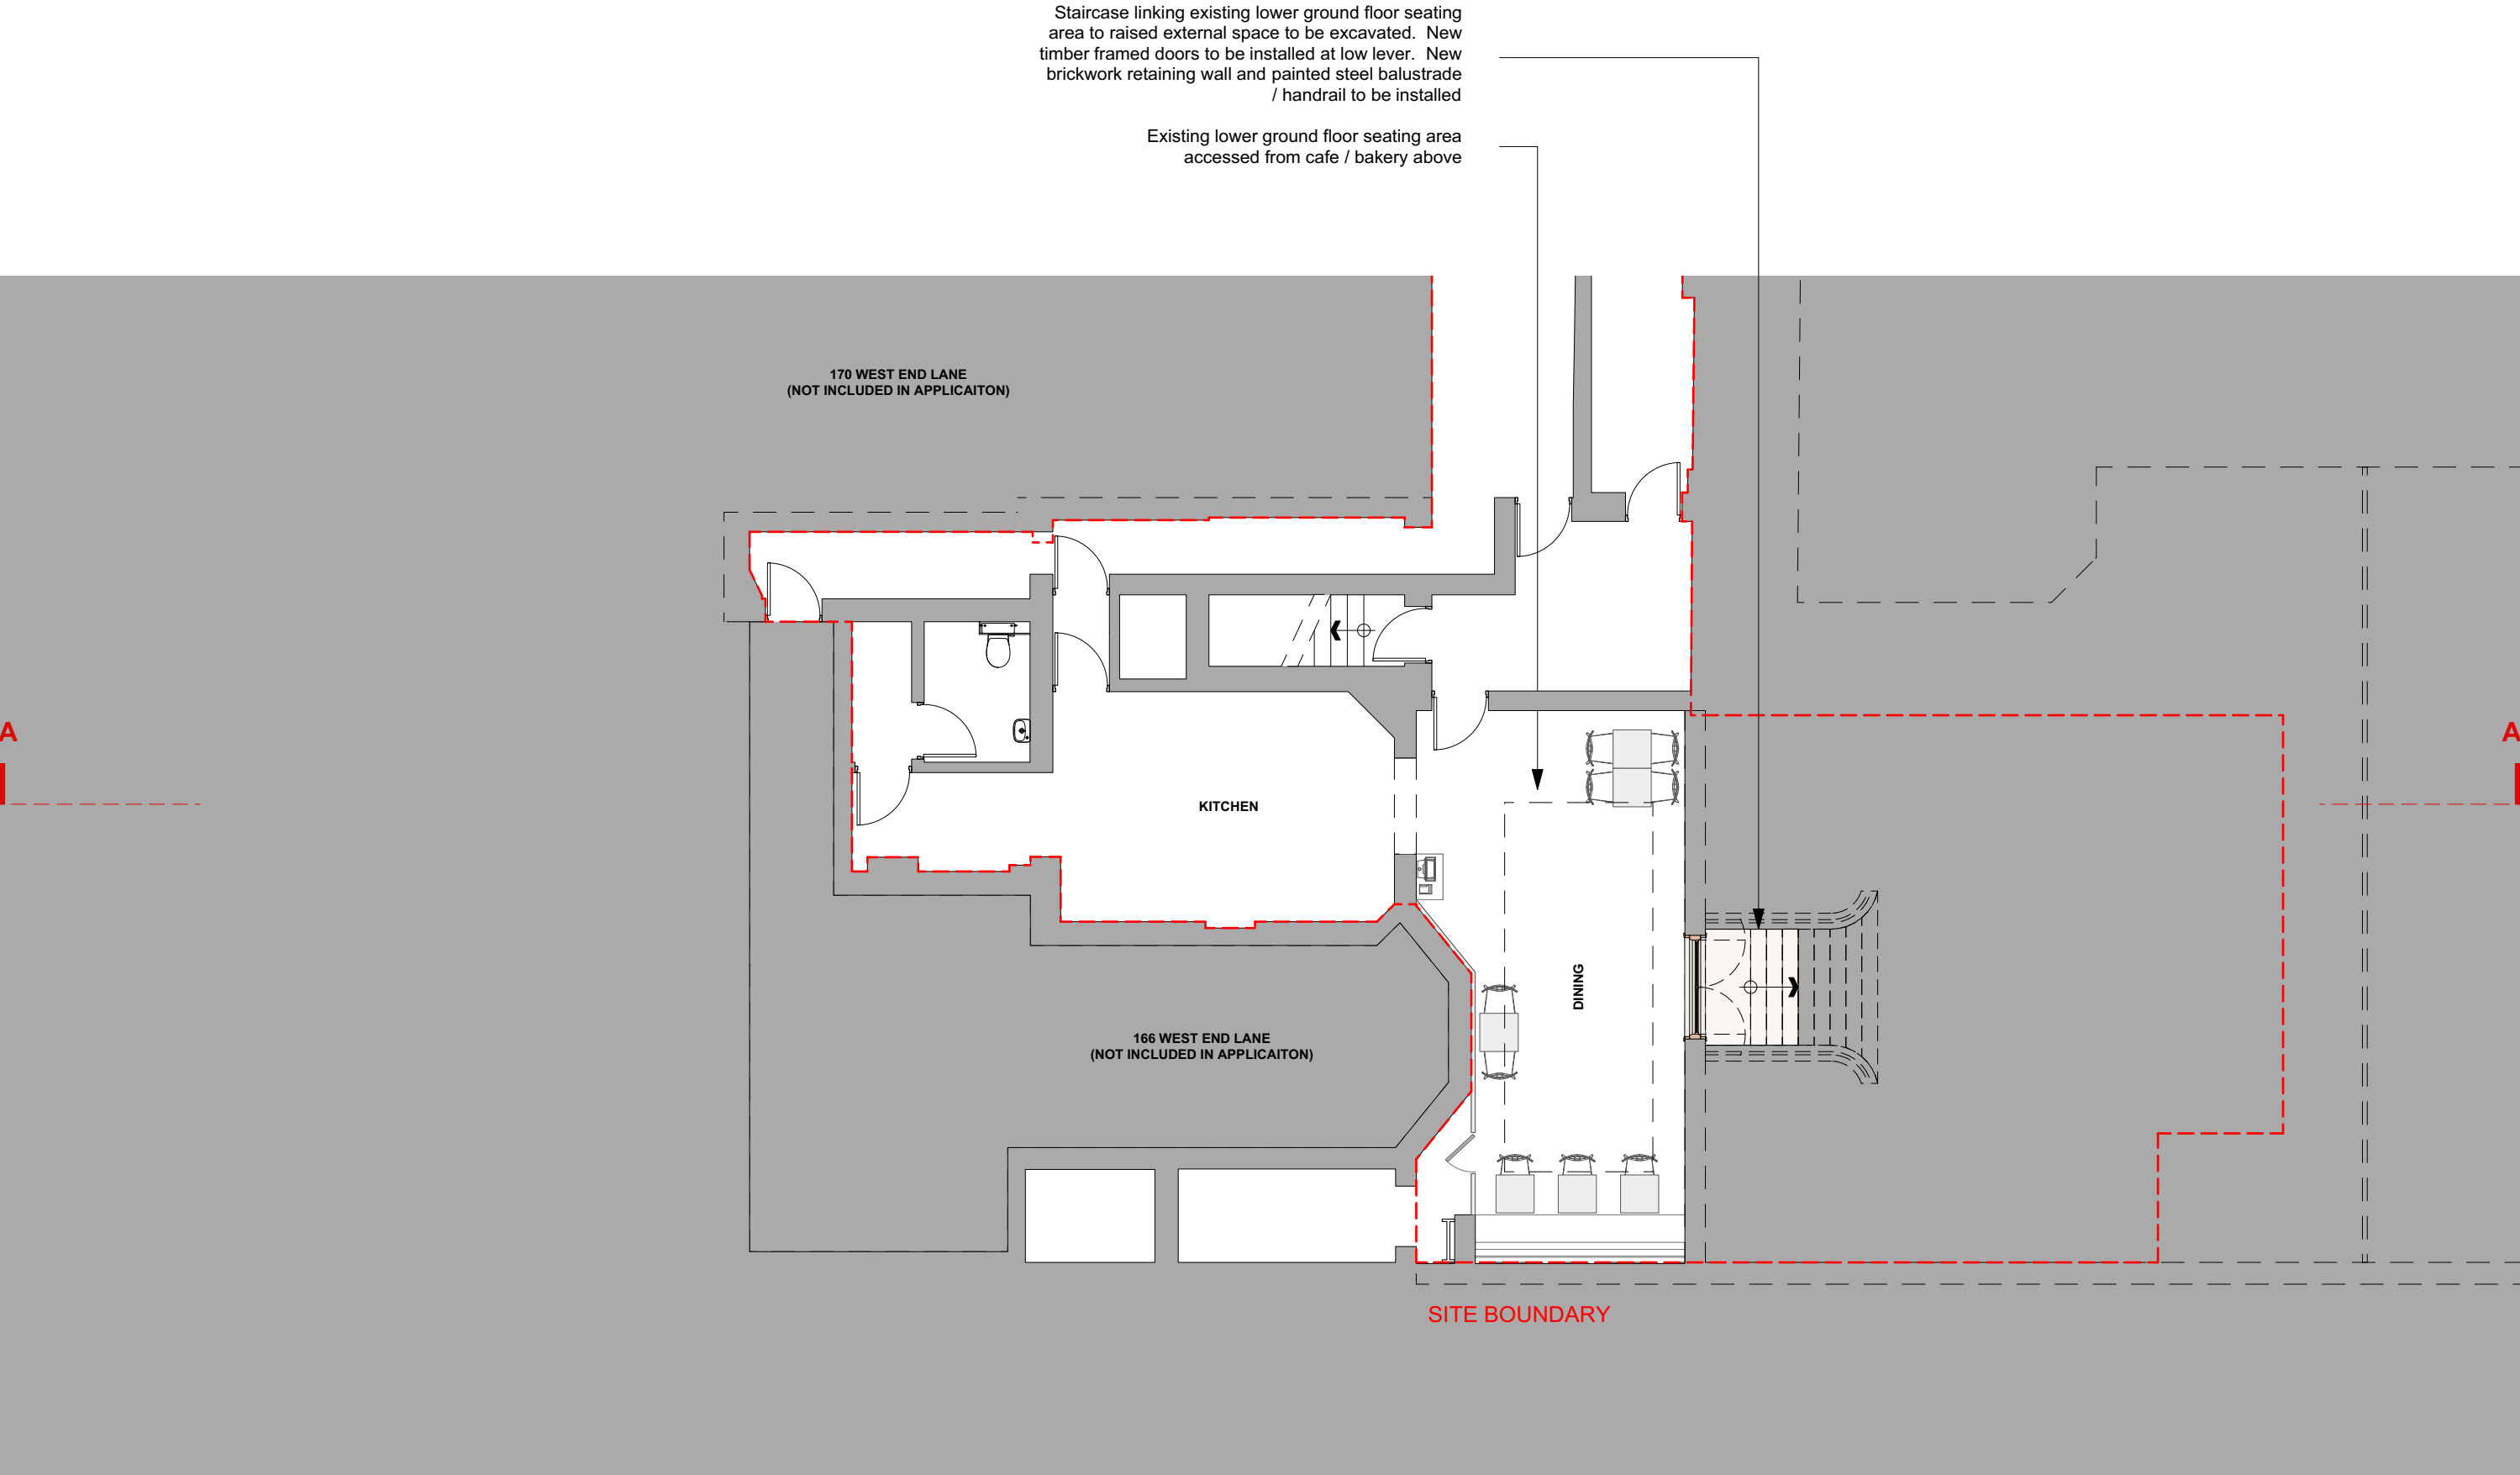 Staircase linking existing lower ground floor seating
area to raised external space to be excavated. New
timber framed doors to be installed at low lever. New
brickwork retaining wall and painted steel balustrade
/ handrail to be installed
Existing lower ground floor seating area
accessed from cafe / bakery above
170 WEST END LANE
(NOT INCLUDED IN APPLICAITON)
A
A
KITCHEN
DINING
166 WEST END LANE
(NOT INCLUDED IN APPLICAITON)
SITE BOUNDARY